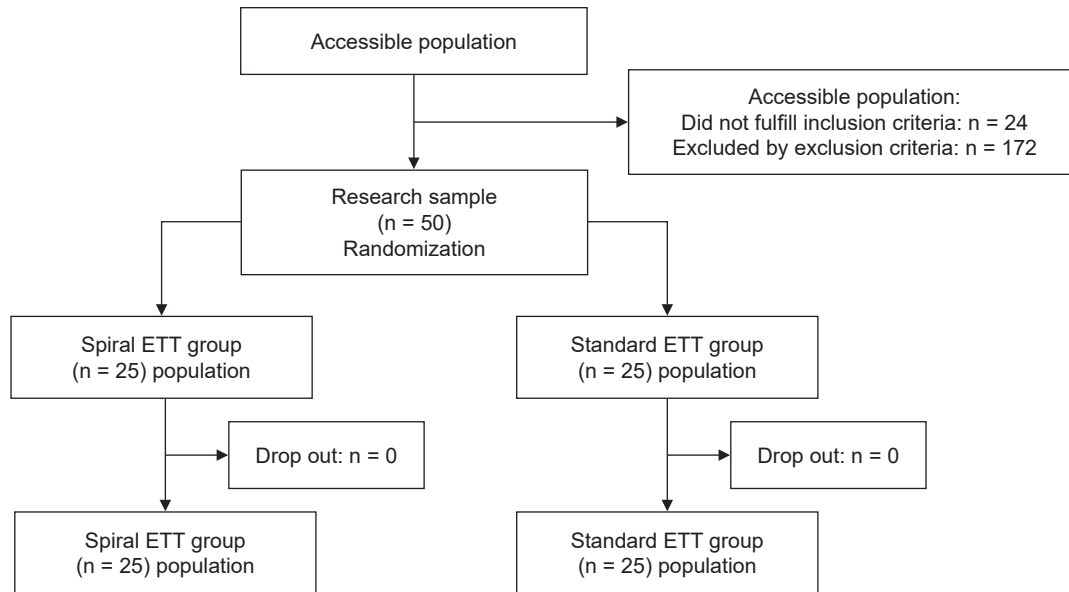 Accessible population
Accessible population:
Did not fulfill inclusion criteria: n = 24
Excluded by exclusion criteria: n = 172
Research sample
(n = 50)
Randomization
Spiral ETT group
(n = 25) population
Standard ETT group
(n = 25) population
Drop out: n = 0
Drop out: n = 0
Spiral ETT group
(n = 25) population
Standard ETT group
(n = 25) population